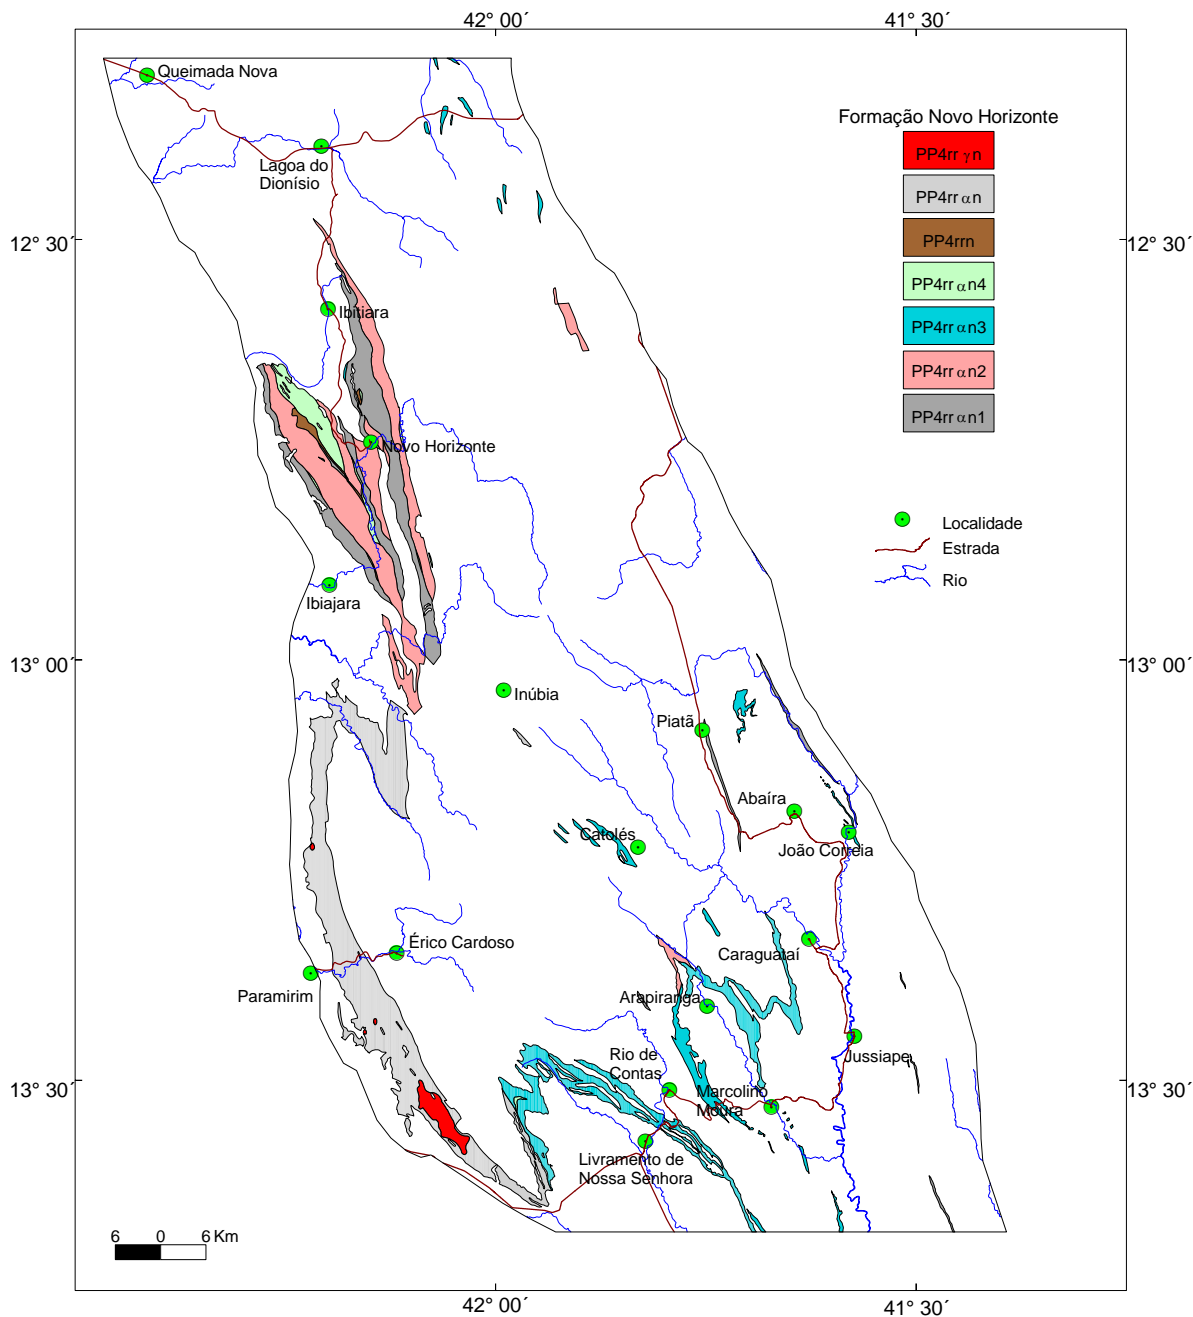 42° 00´
41° 30´
Queimada Nova
Formação Novo Horizonte
PP4rr γn
Lagoa do
Dionísio
PP4rr αn
12° 30´
12° 30´
PP4rrn
PP4rr αn4
Ibitiara
PP4rr αn3
PP4rr αn2
PP4rr αn1
Novo Horizonte
Localidade
Estrada
Rio
Ibiajara
13° 00´
13° 00´
Inúbia
Piatã
Abaíra
Catolés
João Correia
Érico Cardoso
Caraguataí
Paramirim
Arapiranga
Rio de
Contas
Jussiape
13° 30´
13° 30´
Marcolino
Moura
Livramento de
Nossa Senhora
6 0 6 Km
42° 00´
41° 30´